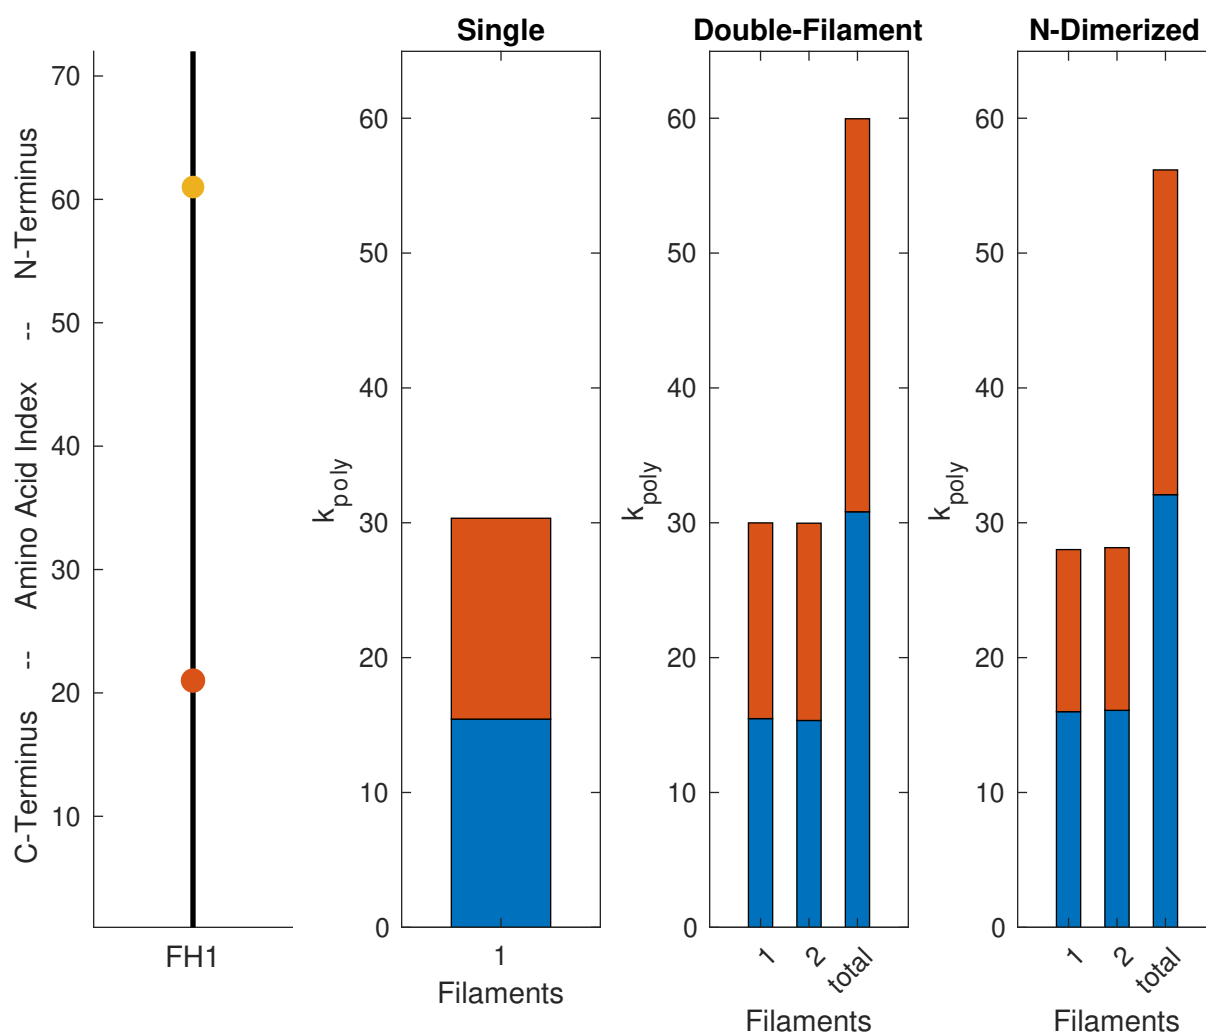 Single
Double-Filament
N-Dimerized
C-Terminus -- Amino Acid Index -- N-Terminus
70
60
50
40
30
20
10
FH1
k_poly
60
50
40
30
20
10
0
1
Filaments
k_poly
60
50
40
30
20
10
0
1
2
total
Filaments
k_poly
60
50
40
30
20
10
0
1
2
total
Filaments